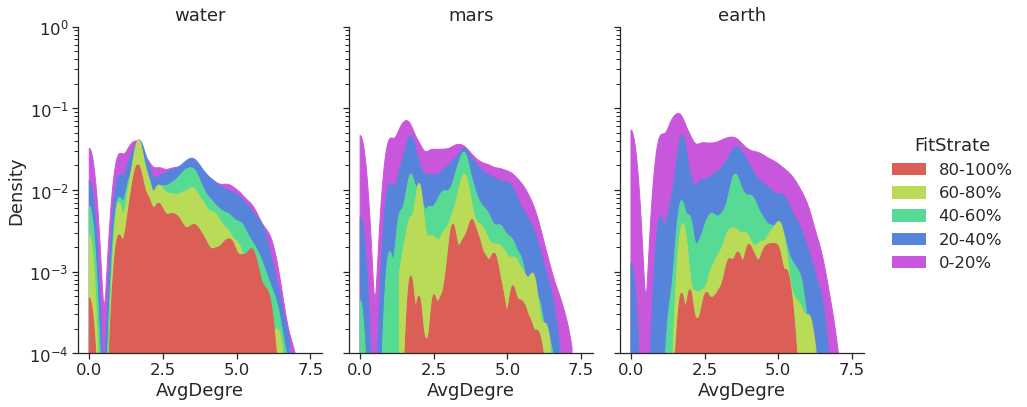 water mars earth
10⁰
10⁻¹
10⁻²
10⁻³
10⁻⁴
Density
0.0 2.5 5.0 7.5
AvgDegre
0.0 2.5 5.0 7.5
AvgDegre
0.0 2.5 5.0 7.5
AvgDegre
FitStrate
80-100%
60-80%
40-60%
20-40%
0-20%